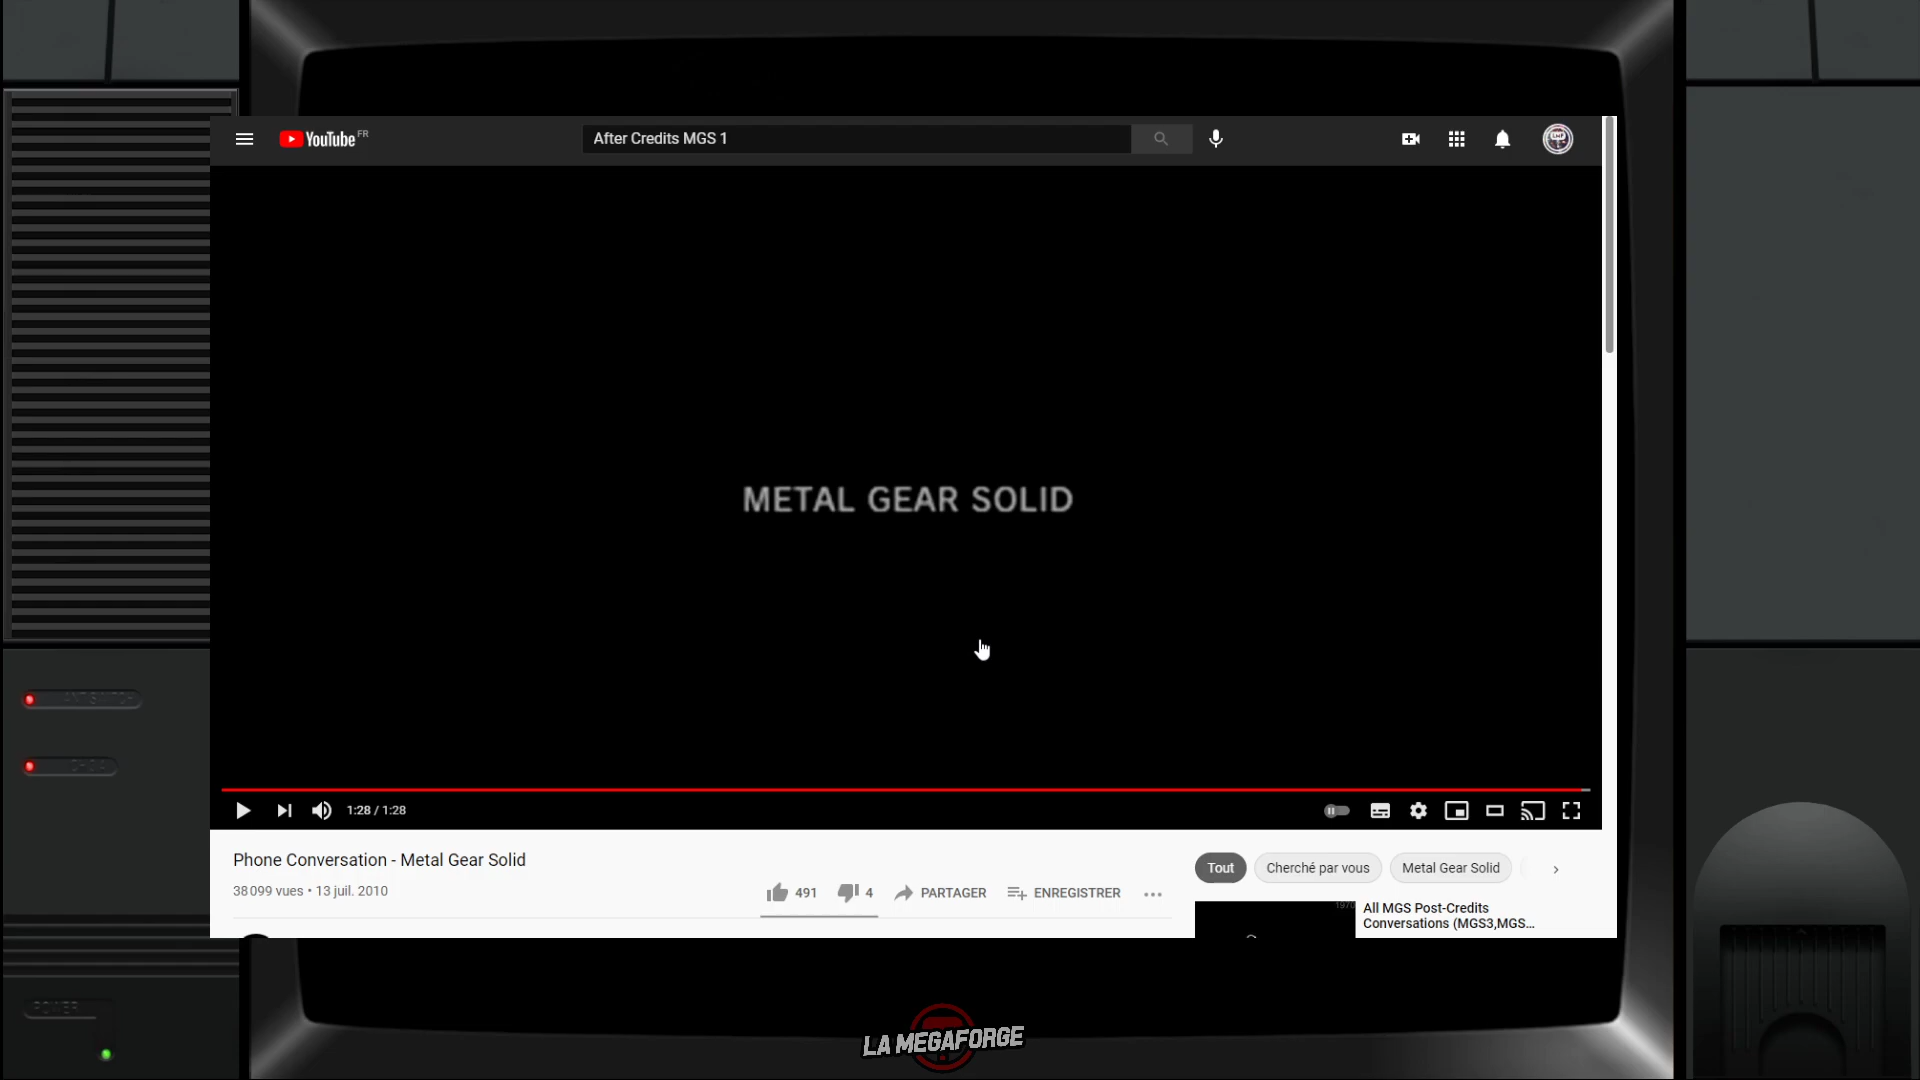 YouTube FR
After Credits MGS 1
METAL GEAR SOLID
1:28 / 1:28
Phone Conversation - Metal Gear Solid
38 099 vues • 13 juil. 2010
491
4
PARTAGER
ENREGISTRER
Tout
Cherché par vous
Metal Gear Solid
1970
All MGS Post-Credits
Conversations (MGS3,MGS...
POWER
LA MEGAFORGE